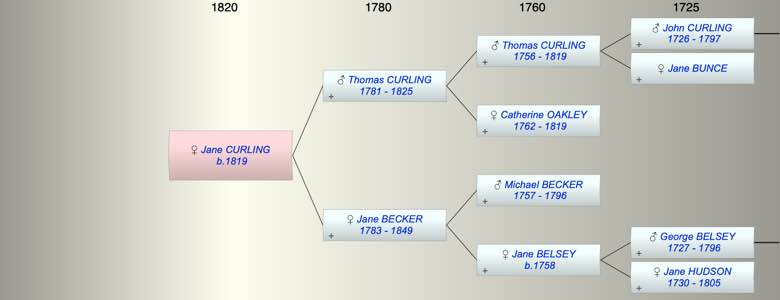 1820 1780 1760 1725
♂ John CURLING
1726 - 1797
+
♂ Thomas CURLING
1756 - 1819
+
♀ Jane BUNCE
+
♂ Thomas CURLING
1781 - 1825
+
♀ Catherine OAKLEY
1762 - 1819
+
♀ Jane CURLING
b.1819
♂ Michael BECKER
1757 - 1796
+
♀ Jane BECKER
1783 - 1849
+
♂ George BELSEY
1727 - 1796
+
♀ Jane BELSEY
b.1758
+
♀ Jane HUDSON
1730 - 1805
+